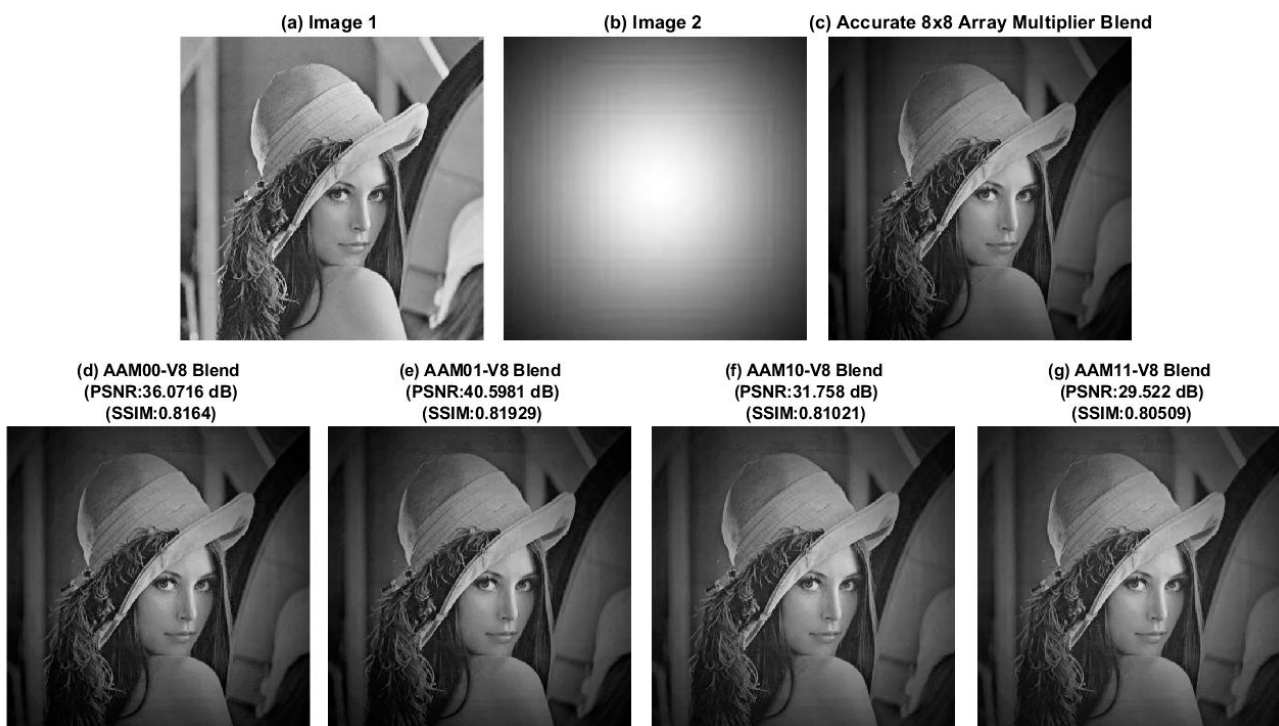 (a) Image 1
(b) Image 2
(c) Accurate 8x8 Array Multiplier Blend
(d) AAM00-V8 Blend
(PSNR:36.0716 dB)
(SSIM:0.8164)
(e) AAM01-V8 Blend
(PSNR:40.5981 dB)
(SSIM:0.81929)
(f) AAM10-V8 Blend
(PSNR:31.758 dB)
(SSIM:0.81021)
(g) AAM11-V8 Blend
(PSNR:29.522 dB)
(SSIM:0.80509)